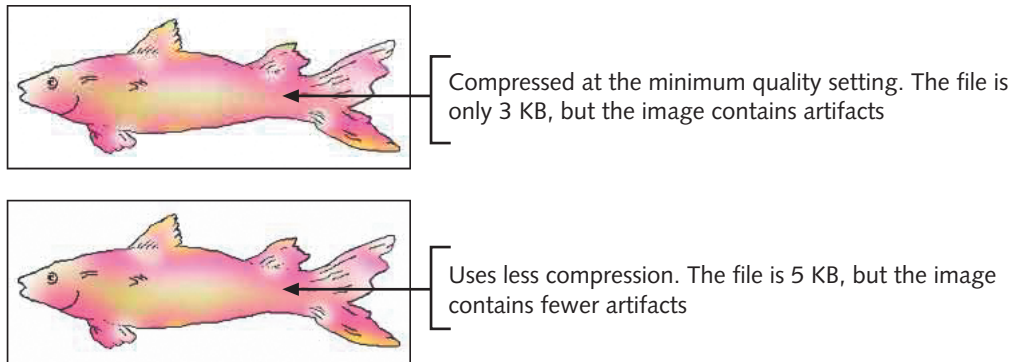 Compressed at the minimum quality setting. The file is
only 3 KB, but the image contains artifacts
Uses less compression. The file is 5 KB, but the image
contains fewer artifacts